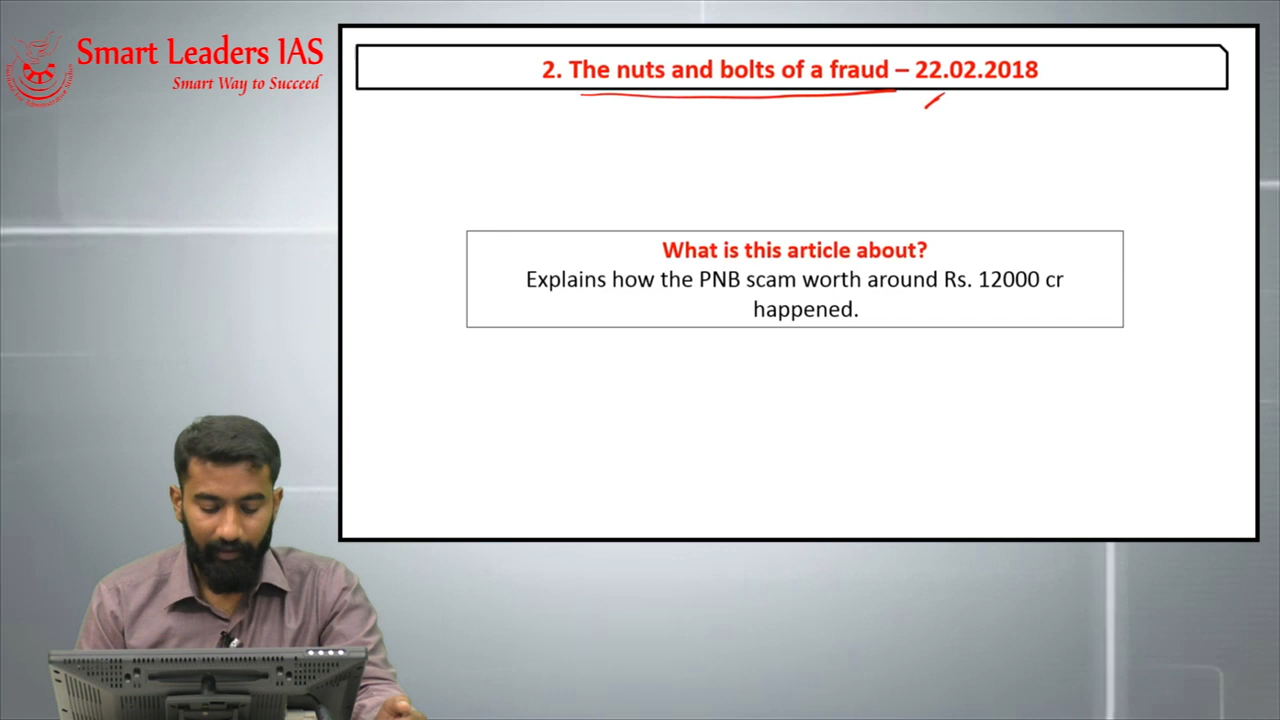 Smart Leaders IAS
Smart Way to Succeed
2. The nuts and bolts of a fraud – 22.02.2018
What is this article about?
Explains how the PNB scam worth around Rs. 12000 cr
happened.